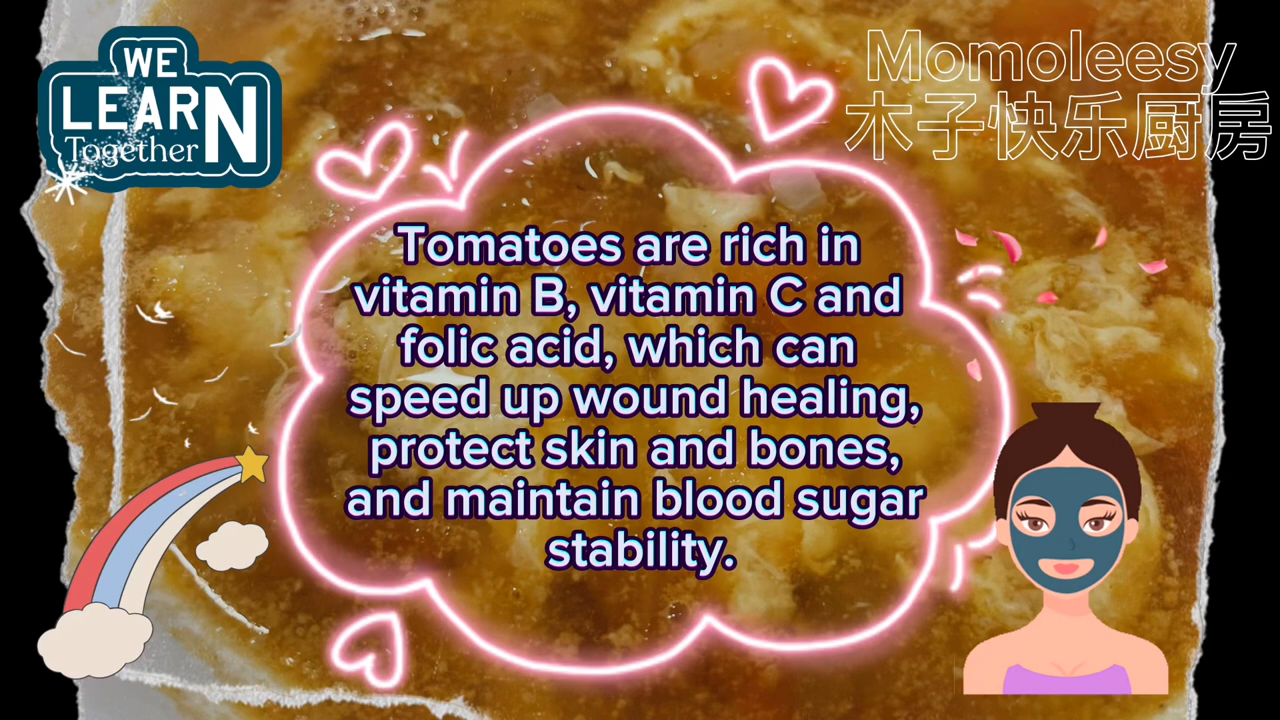 WE
LEARN
Together
Momoleesy
木子快乐厨房
Tomatoes are rich in
vitamin B, vitamin C and
folic acid, which can
speed up wound healing,
protect skin and bones,
and maintain blood sugar
stability.